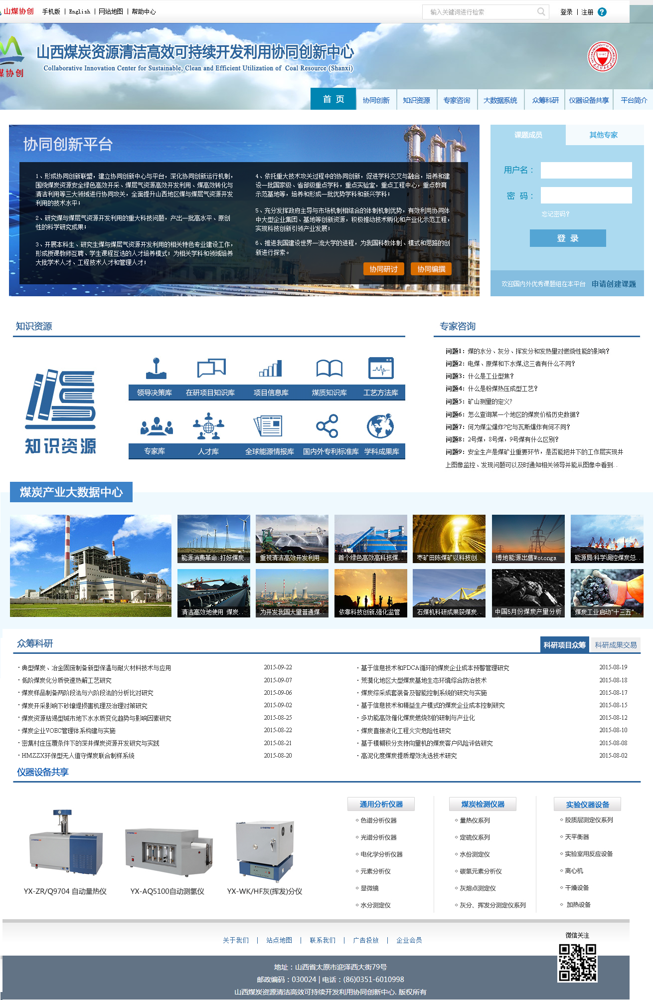 山煤协创 手机版 | English | 网站地图 | 帮助中心 输入关键词进行检索 登录 | 注册 ?
山西煤炭资源清洁高效可持续开发利用协同创新中心
Collaborative Innovation Center for Sustainable, Clean and Efficient Utilization of Coal Resource (Shanxi)
煤协创
首 页 协同创新 知识资源 专家咨询 大数据系统 众筹科研 仪器设备共享 平台简介
协同创新平台
1、形成协同创新联盟，建立协同创新中心与平台，深化协同创新运行机制，
围绕煤炭资源安全绿色高效开采、煤层气资源高效开发利用、煤高效转化与
清洁利用等三大领域进行协同攻关，全面提升山西地区煤与煤层气资源开发
利用的技术水平；
2、研究煤与煤层气资源开发利用的重大科技问题，产出一批高水平、原创
性的科学研究成果；
3、开展本科生、研究生煤与煤层气资源开发利用的相关特色专业建设工作，
形成授课教师互聘、学生课程互选的人才培养模式；为相关学科和领域培养
大批学术人才、工程技术人才和管理人才；
4、依托重大技术攻关过程中的协同创新，促进学科交叉与融合，培养和建
设一批国家级、省部级重点学科，重点实验室，重点工程中心，重点教育
示范基地等，培养和形成一批优势学科和新兴学科；
5、充分发挥政府主导与市场机制相结合的体制机制优势，有效利用协同体
中大型企业集团、基地等创新资源，积极推动技术孵化和产业化示范工程，
实现科技创新引领产业发展；
6、推进我国建设世界一流大学的进程，为我国科教体制、模式和思路的创
新进行探索。
协同研讨 协同编撰
课题成员 其他专家
用户名：
密 码：
忘记密码？
登 录
欢迎国内外优秀课题组在本平台 申请创建课题
知识资源
知识资源
领导决策库 在研项目知识库 项目信息库 煤质知识库 工艺方法库
专家库 人才库 全球能源情报库 国内外专利标准库 学科成果库
专家咨询
问题1：煤的水分、灰分、挥发分和发热量对燃烧性能的影响？
问题2：电煤、原煤和下水煤,这三者有什么不同？
问题3：什么是工业型焦？
问题4：什么是粉煤热压成型工艺？
问题5：矿山测量的定义?
问题6：怎么查询某一个地区的煤炭价格历史数据？
问题7：何为煤尘爆炸?它与瓦斯爆炸有何不同？
问题8：2号煤，8号煤，9号煤有什么区别？
问题9：安全生产是煤矿业重要环节，是否能把井下的工作层实现井
上图像监控、发现问题可以及时通知相关领导并能从图像中看到..
煤炭产业大数据中心
能源消费革命:打好煤炭.. 重视清洁高效开发利用.. 首个绿色高效高科技煤.. 枣矿田陈煤矿以科技创.. 博地能源出售Wotonga 能源局:科学调控煤炭总..
清洁高效地使用 煤炭.. 为开发我国大量普通煤.. 依靠科技创新,强化监管 石煤机科研成果获煤炭.. 中国5月份煤炭产量分析 煤炭工业启动"十三五"..
众筹科研 科研项目众筹 科研成果交易
· 典型煤炭、冶金固废制备新型保温与耐火材料技术与应用 2015-09-22
· 低阶煤炭化分质快速热解工艺研究 2015-09-07
· 煤炭样品制备两阶段法与六阶段法的分析比对研究 2015-09-06
· 煤炭开采影响下砂壤堤损害机理及治理对策研究 2015-09-02
· 煤炭资源枯竭型城市地下水水质变化趋势与影响因素研究 2015-08-25
· 煤炭企业VOEC管理体系构建与实施 2015-08-22
· 密集村庄压覆条件下的深井煤炭资源开发研究与实践 2015-08-21
· HMZZX环保型无人值守煤炭联合制样系统 2015-08-20
· 基于信息技术和PDCA循环的煤炭企业成本预警管理研究 2015-08-19
· 荒漠化地区大型煤炭基地生态环境综合防治技术 2015-08-18
· 煤炭综采成套装备及智能控制系统的研究与实施 2015-08-17
· 基于信息技术和精益生产模式的煤炭企业成本控制研究 2015-08-15
· 多功能高效催化煤炭燃烧剂的研制与产业化 2015-08-12
· 煤炭直接液化工程火灾危险性研究 2015-08-10
· 基于模糊积分支持向量机的煤炭客户风险评估研究 2015-08-08
· 高泥化度煤炭提质增效洗选技术研究 2015-08-02
仪器设备共享
YX-ZR/Q9704 自动量热仪 YX-AQ5100自动测氢仪 YX-WK/HF灰(挥发)分仪
通用分析仪器
色谱分析仪器
光谱分析仪器
电化学分析仪器
元素分析仪
显微镜
水分测定仪
煤炭检测仪器
量热仪系列
定硫仪系列
水份测定仪
碳氢元素分析仪
灰熔点测定仪
灰分、挥发分测定仪系列
实验仪器设备
胶质层测定仪系列
天平衡器
实验室用反应设备
离心机
干燥设备
加热设备
关于我们 | 站点地图 | 联系我们 | 广告投放 | 企业会员
微信关注
地址：山西省太原市迎泽西大街79号
邮政编码：030024 | 电话：(86)0351-6010998
山西煤炭资源清洁高效可持续开发利用协同创新中心. 版权所有